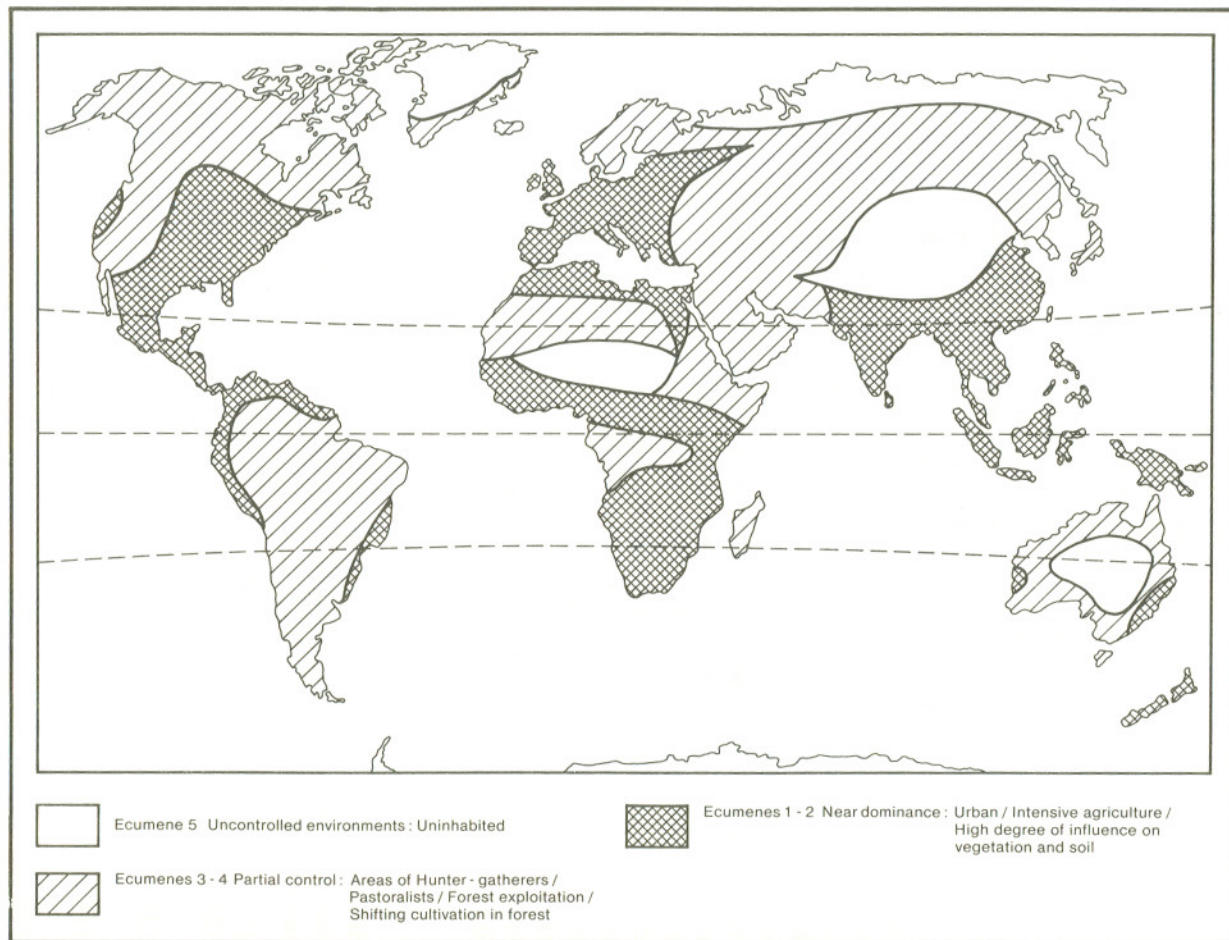 Ecumene 5 Uncontrolled environments : Uninhabited
Ecumenes 3 - 4 Partial control : Areas of Hunter - gatherers /
Pastoralists / Forest exploitation /
Shifting cultivation in forest
Ecumenes 1 - 2 Near dominance : Urban / Intensive agriculture /
High degree of influence on
vegetation and soil